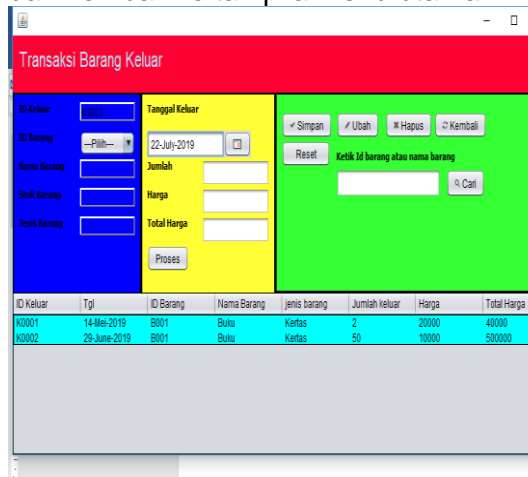 Transaksi Barang Keluar
ID Keluar
K0003
ID Barang
---Pilih---
Nama Barang
Stok Barang
Jenis Barang
Tanggal Keluar
22-July-2019
Jumlah
Harga
Total Harga
Proses
Simpan Ubah Hapus Kembali
Reset Ketik Id barang atau nama barang
Cari
ID Keluar Tgl ID Barang Nama Barang jenis barang Jumlah keluar Harga Total Harga
K0001 14-Mei-2019 B001 Buku Kertas 2 20000 40000
K0002 29-June-2019 B001 Buku Kertas 50 10000 500000